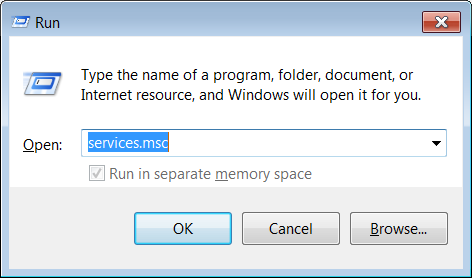 Run
Type the name of a program, folder, document, or
Internet resource, and Windows will open it for you.
Open:
services.msc
Run in separate memory space
OK
Cancel
Browse...